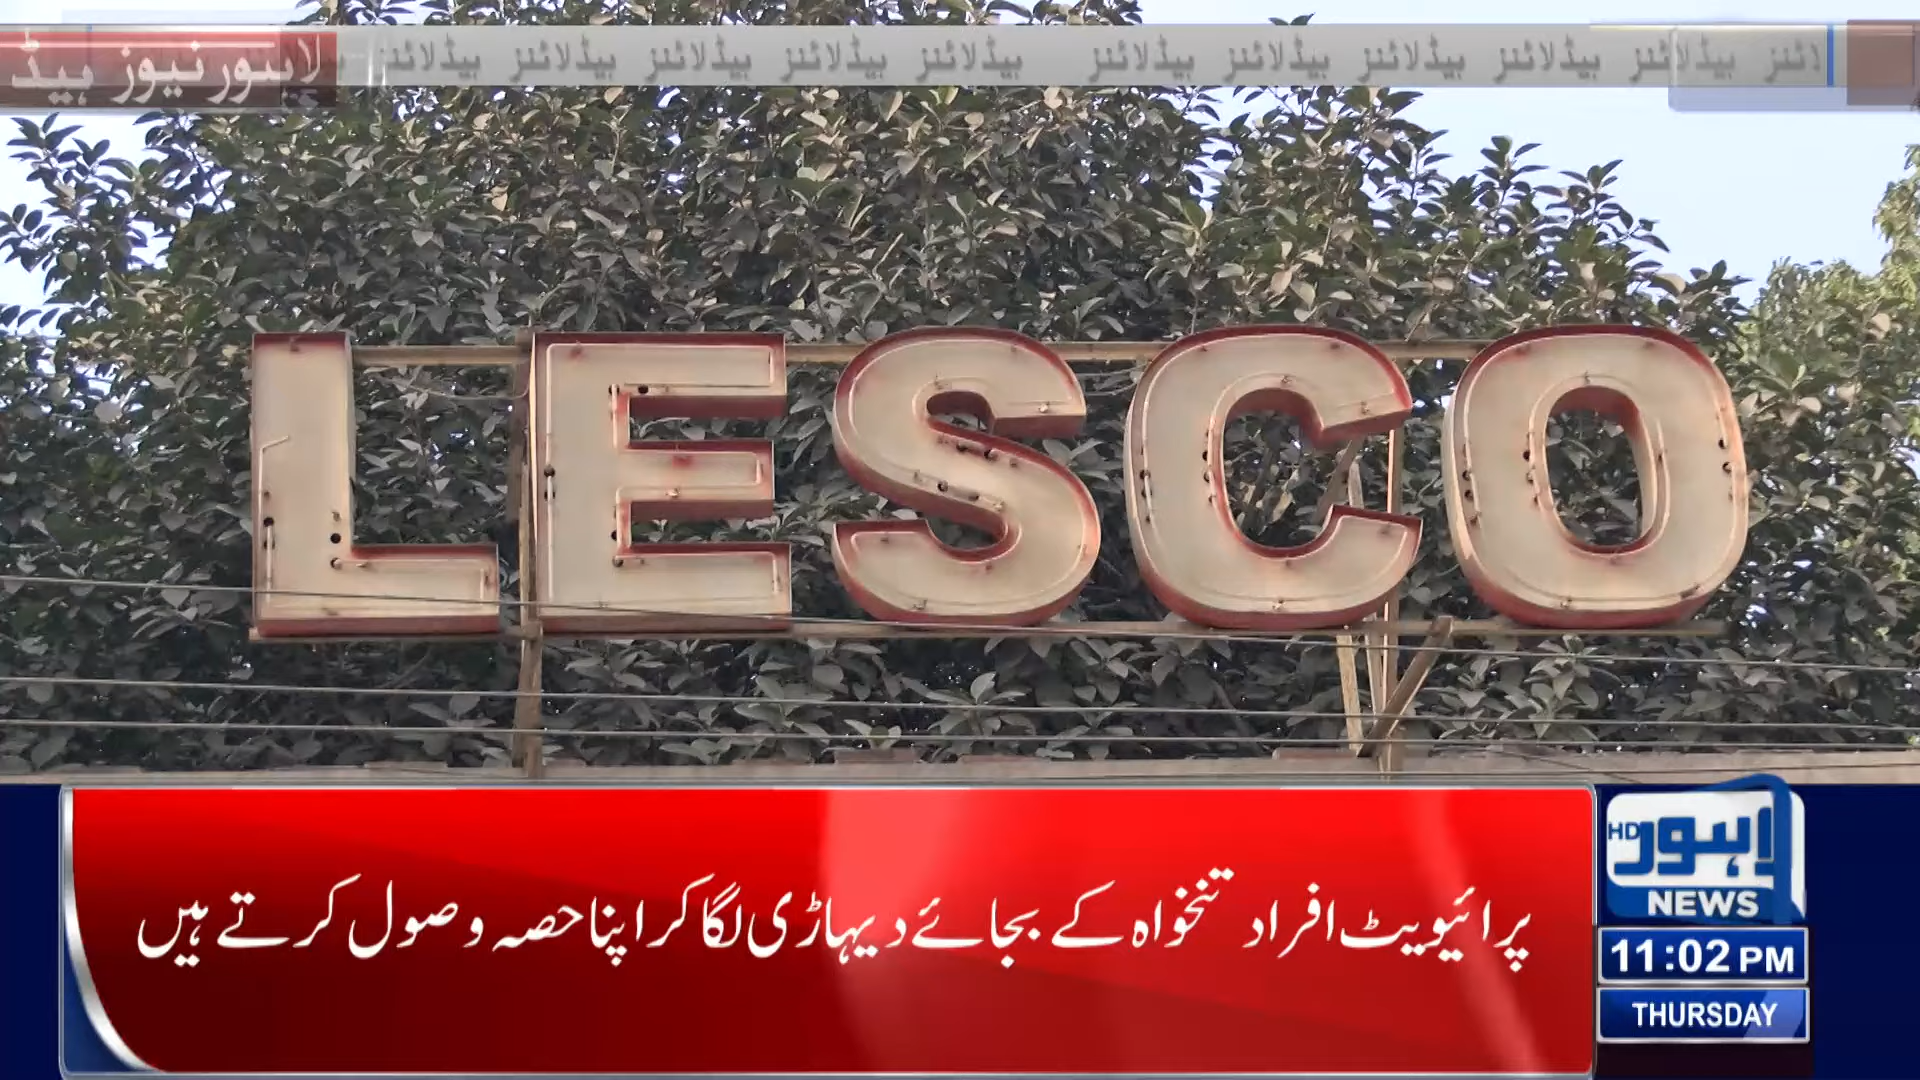 لاہور نیوز ہیڈ
ہیڈلائنز ہیڈلائنز ہیڈلائنز ہیڈلائنز ہیڈلائنز ہیڈلائنز ہیڈلائنز ہیڈلائنز ہیڈلائنز ہیڈلائنز لائنز
LESCO
پرائیویٹ افراد تنخواہ کے بجائے دیہاڑی لگا کر اپنا حصہ وصول کرتے ہیں
لاہور HD
NEWS
11:02 PM
THURSDAY